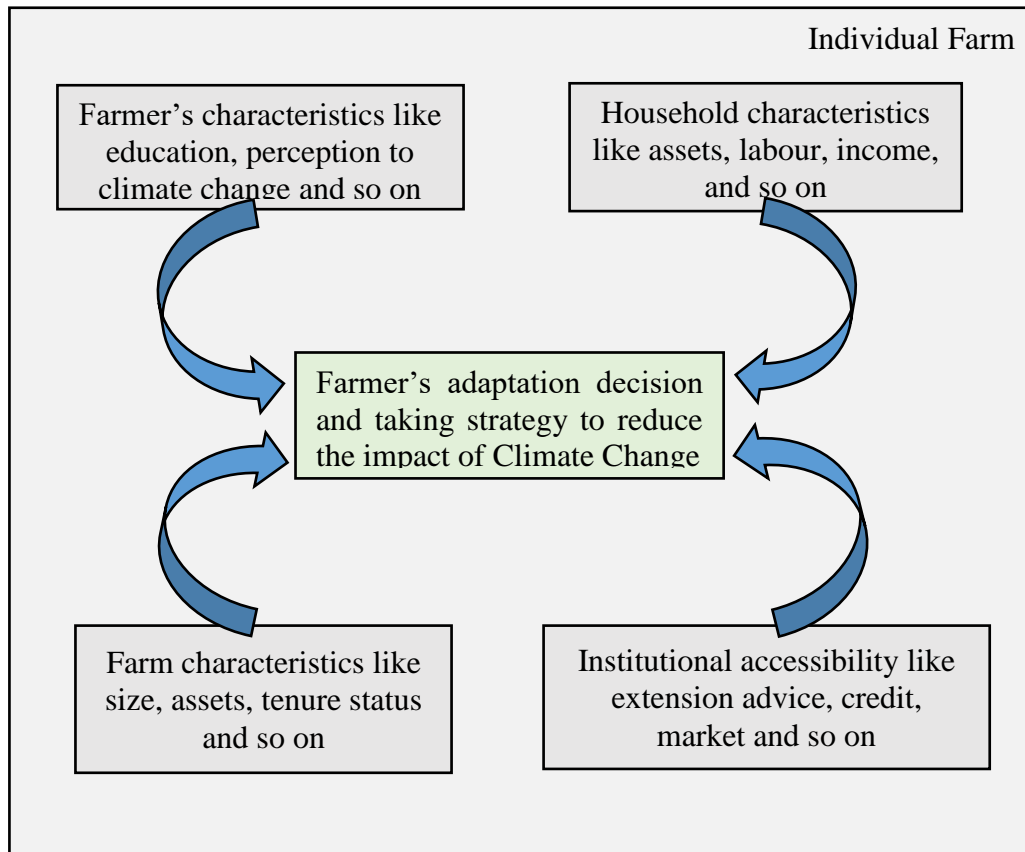 Individual Farm
Farmer’s characteristics like
education, perception to
climate change and so on
Household characteristics
like assets, labour, income,
and so on
Farmer’s adaptation decision
and taking strategy to reduce
the impact of Climate Change
Farm characteristics like
size, assets, tenure status
and so on
Institutional accessibility like
extension advice, credit,
market and so on